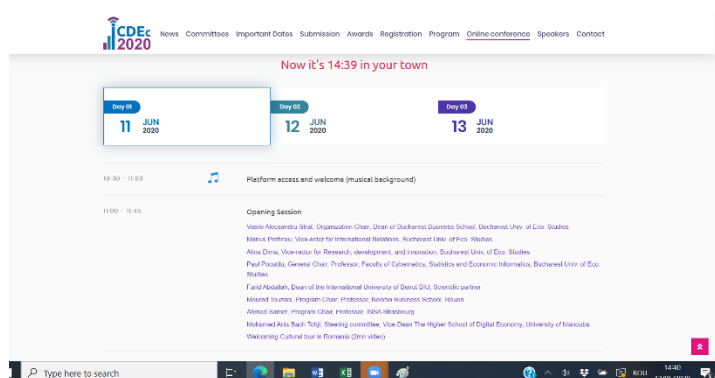 ICDEc
2020
News Committees Important Dates Submission Awards Registration Program Online conference Speakers Contact
Now it's 14:39 in your town
Day 01
11 JUN 2020
Day 02
12 JUN 2020
Day 03
13 JUN 2020
10:30 - 11:00 Platform access and welcome (musical background)
11:00 - 11:45 Opening Session
Organization Chair, Dean of Bucharest Business School, Bucharest Univ. of Eco. Studies
Marius Profiroiu, Vice-rector for International Relations, Bucharest Univ. of Eco. Studies
Alina Dima, Vice-rector for Research, development, and innovation, Bucharest Univ. of Eco. Studies
Paul Pocatilu, General Chair, Professor, Faculty of Cybernetics, Statistics and Economic Informatics, Bucharest Univ. of Eco.
Studies
Farid Abdallah, Dean of the International University of Beirut BIU, Scientific partner
Mourad Touzani, Program Chair, Professor, Neoma Business School, Rouen
Ahmed Samet, Program Chair, Professor, INSA Strasbourg
Mohamed Anis Bach Tobji, Steering committee, Vice Dean The Higher School of Digital Economy, University of Manouba
Welcoming Cultural tour in Romania (2mn video)
Type here to search
14:40